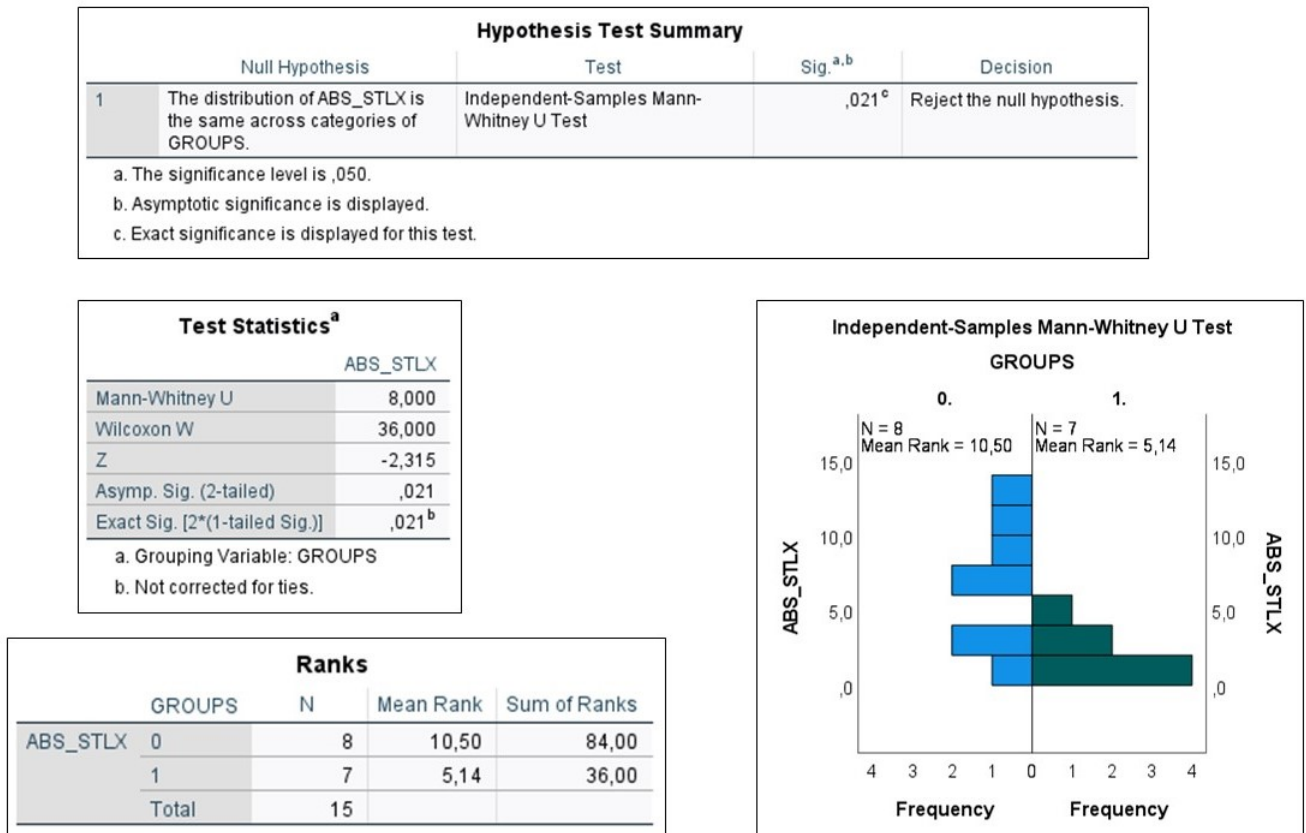 Hypothesis Test Summary
Null Hypothesis Test Sig.a,b Decision
1 The distribution of ABS_STLX is the same across categories of GROUPS. Independent-Samples Mann-Whitney U Test ,021c Reject the null hypothesis.
a. The significance level is ,050.
b. Asymptotic significance is displayed.
c. Exact significance is displayed for this test.
Test Statisticsa
ABS_STLX
Mann-Whitney U 8,000
Wilcoxon W 36,000
Z -2,315
Asymp. Sig. (2-tailed) ,021
Exact Sig. [2*(1-tailed Sig.)] ,021b
a. Grouping Variable: GROUPS
b. Not corrected for ties.
Ranks
GROUPS N Mean Rank Sum of Ranks
ABS_STLX 0 8 10,50 84,00
1 7 5,14 36,00
Total 15
Independent-Samples Mann-Whitney U Test
GROUPS
0. 1.
N = 8 N = 7
Mean Rank = 10,50 Mean Rank = 5,14
15,0 15,0
10,0 10,0
5,0 5,0
,0 ,0
ABS_STLX
ABS_STLX
4 3 2 1 0 1 2 3 4
Frequency Frequency